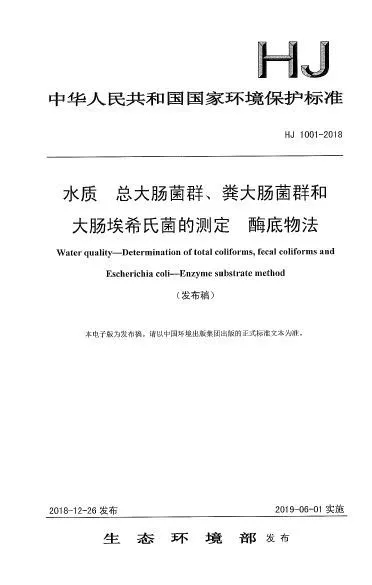 HJ
中华人民共和国国家环境保护标准
HJ 1001-2018
水质 总大肠菌群、粪大肠菌群和
大肠埃希氏菌的测定 酶底物法
Water quality—Determination of total coliforms, fecal coliforms and
Escherichia coli—Enzyme substrate method
（发布稿）
本电子版为发布稿。请以中国环境出版集团出版的正式标准文本为准。
2018-12-26 发布
2019-06-01 实施
生态环境部 发布